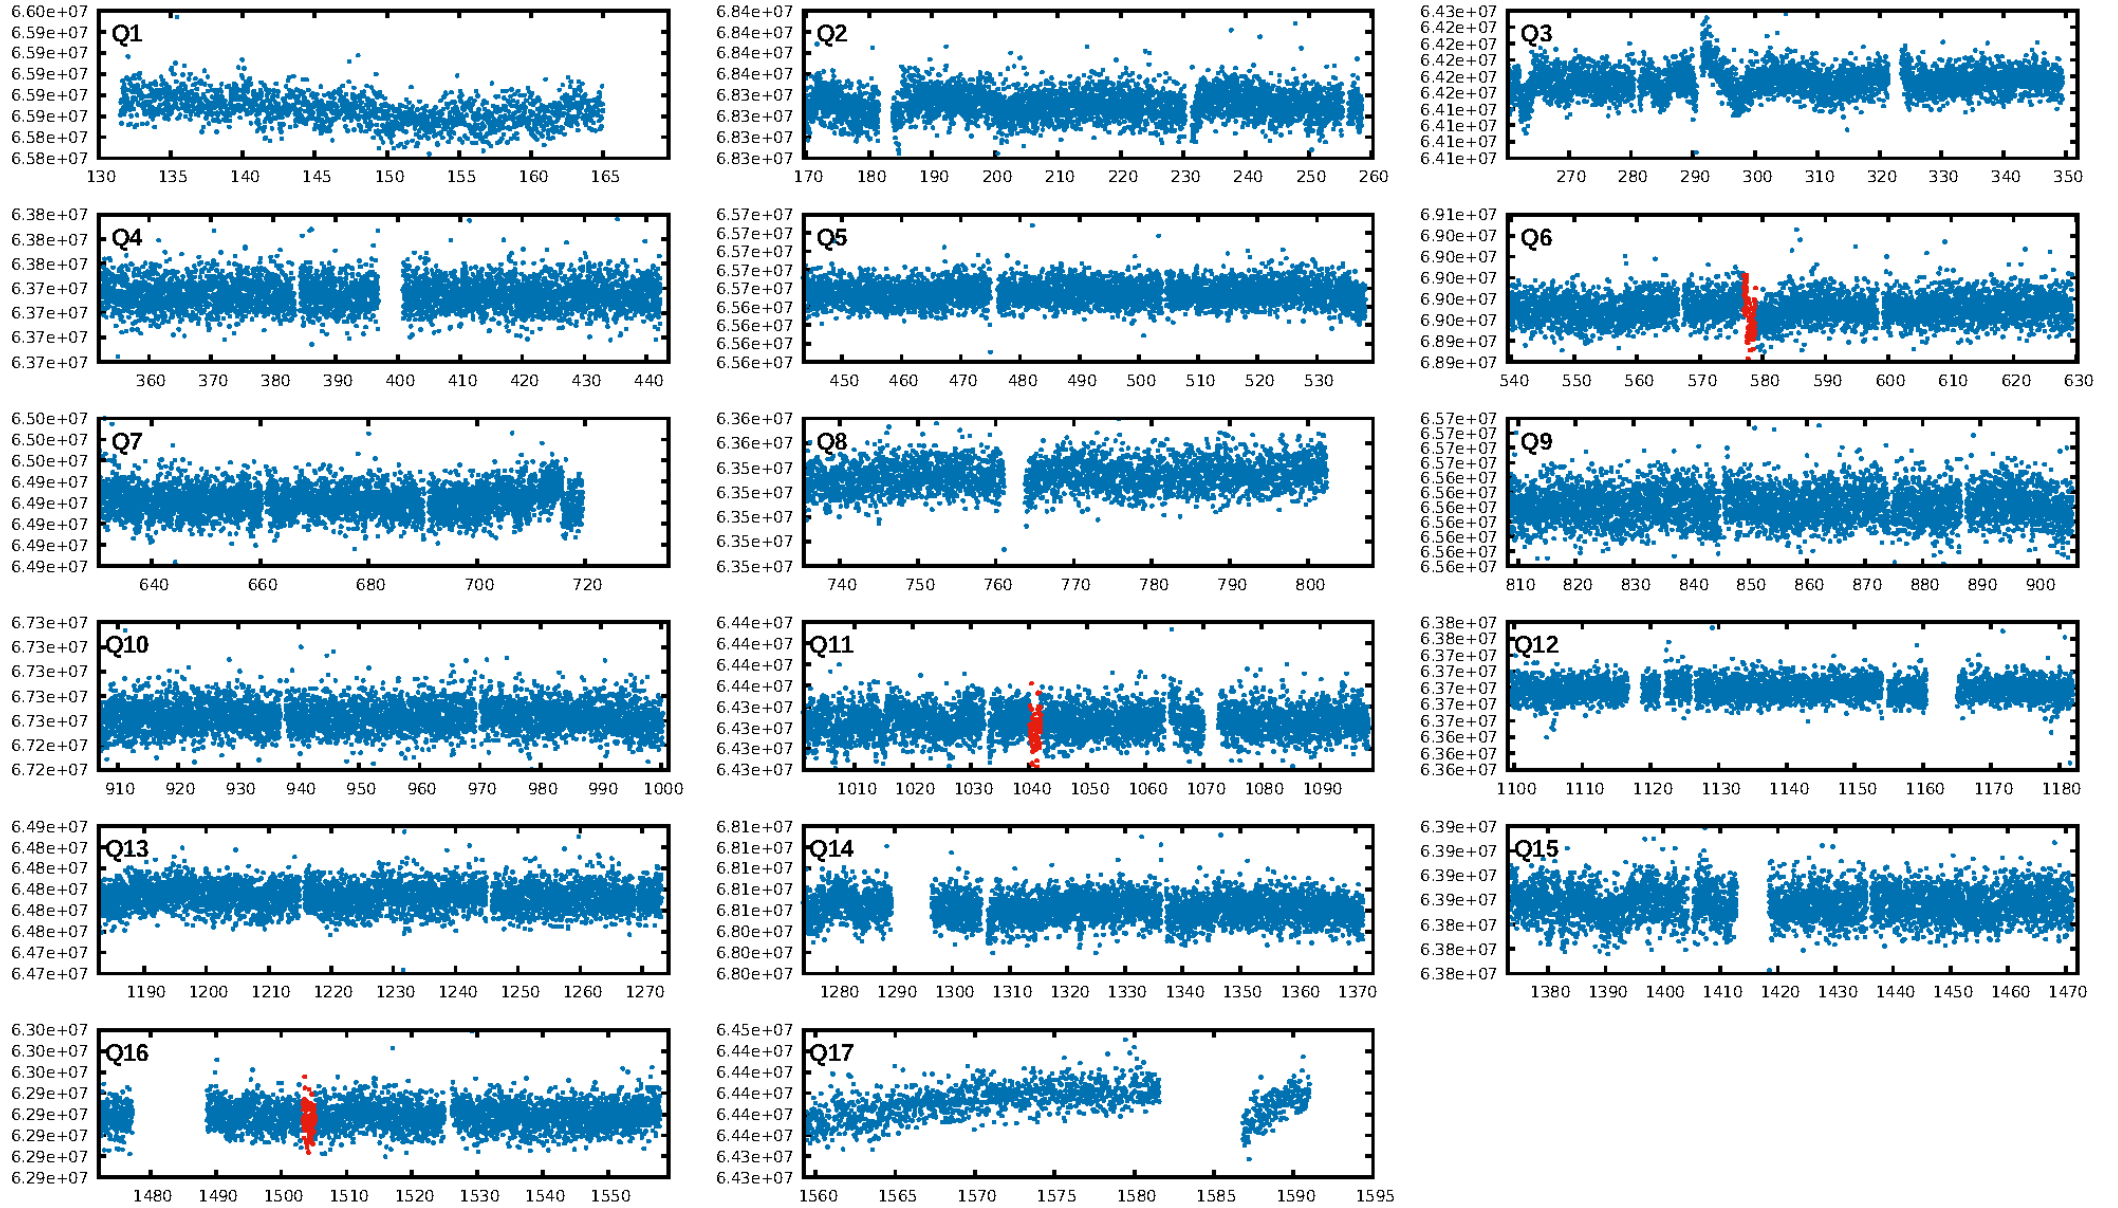 6.60e+07 6.59e+07 6.59e+07 6.59e+07 6.59e+07 6.59e+07 6.58e+07 6.58e+07
Q1
130 135 140 145 150 155 160 165
6.84e+07 6.84e+07 6.84e+07 6.84e+07 6.83e+07 6.83e+07 6.83e+07 6.83e+07
Q2
170 180 190 200 210 220 230 240 250 260
6.43e+07 6.42e+07 6.42e+07 6.42e+07 6.42e+07 6.42e+07 6.41e+07 6.41e+07 6.41e+07 6.41e+07
Q3
270 280 290 300 310 320 330 340 350
6.38e+07 6.38e+07 6.38e+07 6.37e+07 6.37e+07 6.37e+07 6.37e+07
Q4
360 370 380 390 400 410 420 430 440
6.57e+07 6.57e+07 6.57e+07 6.57e+07 6.57e+07 6.56e+07 6.56e+07 6.56e+07 6.56e+07
Q5
450 460 470 480 490 500 510 520 530
6.91e+07 6.90e+07 6.90e+07 6.90e+07 6.90e+07 6.90e+07 6.89e+07 6.89e+07
Q6
540 550 560 570 580 590 600 610 620 630
6.50e+07 6.50e+07 6.50e+07 6.49e+07 6.49e+07 6.49e+07 6.49e+07 6.49e+07
Q7
640 660 680 700 720
6.36e+07 6.36e+07 6.35e+07 6.35e+07 6.35e+07 6.35e+07 6.35e+07
Q8
740 750 760 770 780 790 800
6.57e+07 6.57e+07 6.57e+07 6.57e+07 6.56e+07 6.56e+07 6.56e+07 6.56e+07 6.56e+07 6.56e+07 6.56e+07
Q9
810 820 830 840 850 860 870 880 890 900
6.73e+07 6.73e+07 6.73e+07 6.73e+07 6.73e+07 6.72e+07 6.72e+07
Q10
910 920 930 940 950 960 970 980 990 1000
6.44e+07 6.44e+07 6.44e+07 6.44e+07 6.43e+07 6.43e+07 6.43e+07 6.43e+07
Q11
1010 1020 1030 1040 1050 1060 1070 1080 1090
6.38e+07 6.38e+07 6.37e+07 6.37e+07 6.37e+07 6.37e+07 6.37e+07 6.36e+07 6.36e+07 6.36e+07
Q12
1100 1110 1120 1130 1140 1150 1160 1170 1180
6.49e+07 6.48e+07 6.48e+07 6.48e+07 6.48e+07 6.48e+07 6.47e+07 6.47e+07
Q13
1190 1200 1210 1220 1230 1240 1250 1260 1270
6.81e+07 6.81e+07 6.81e+07 6.81e+07 6.81e+07 6.80e+07 6.80e+07 6.80e+07
Q14
1280 1290 1300 1310 1320 1330 1340 1350 1360 1370
6.39e+07 6.39e+07 6.39e+07 6.39e+07 6.38e+07 6.38e+07 6.38e+07
Q15
1380 1390 1400 1410 1420 1430 1440 1450 1460 1470
6.30e+07 6.30e+07 6.30e+07 6.29e+07 6.29e+07 6.29e+07 6.29e+07 6.29e+07
Q16
1480 1490 1500 1510 1520 1530 1540 1550
6.45e+07 6.44e+07 6.44e+07 6.44e+07 6.44e+07 6.44e+07 6.43e+07 6.43e+07
Q17
1560 1565 1570 1575 1580 1585 1590 1595